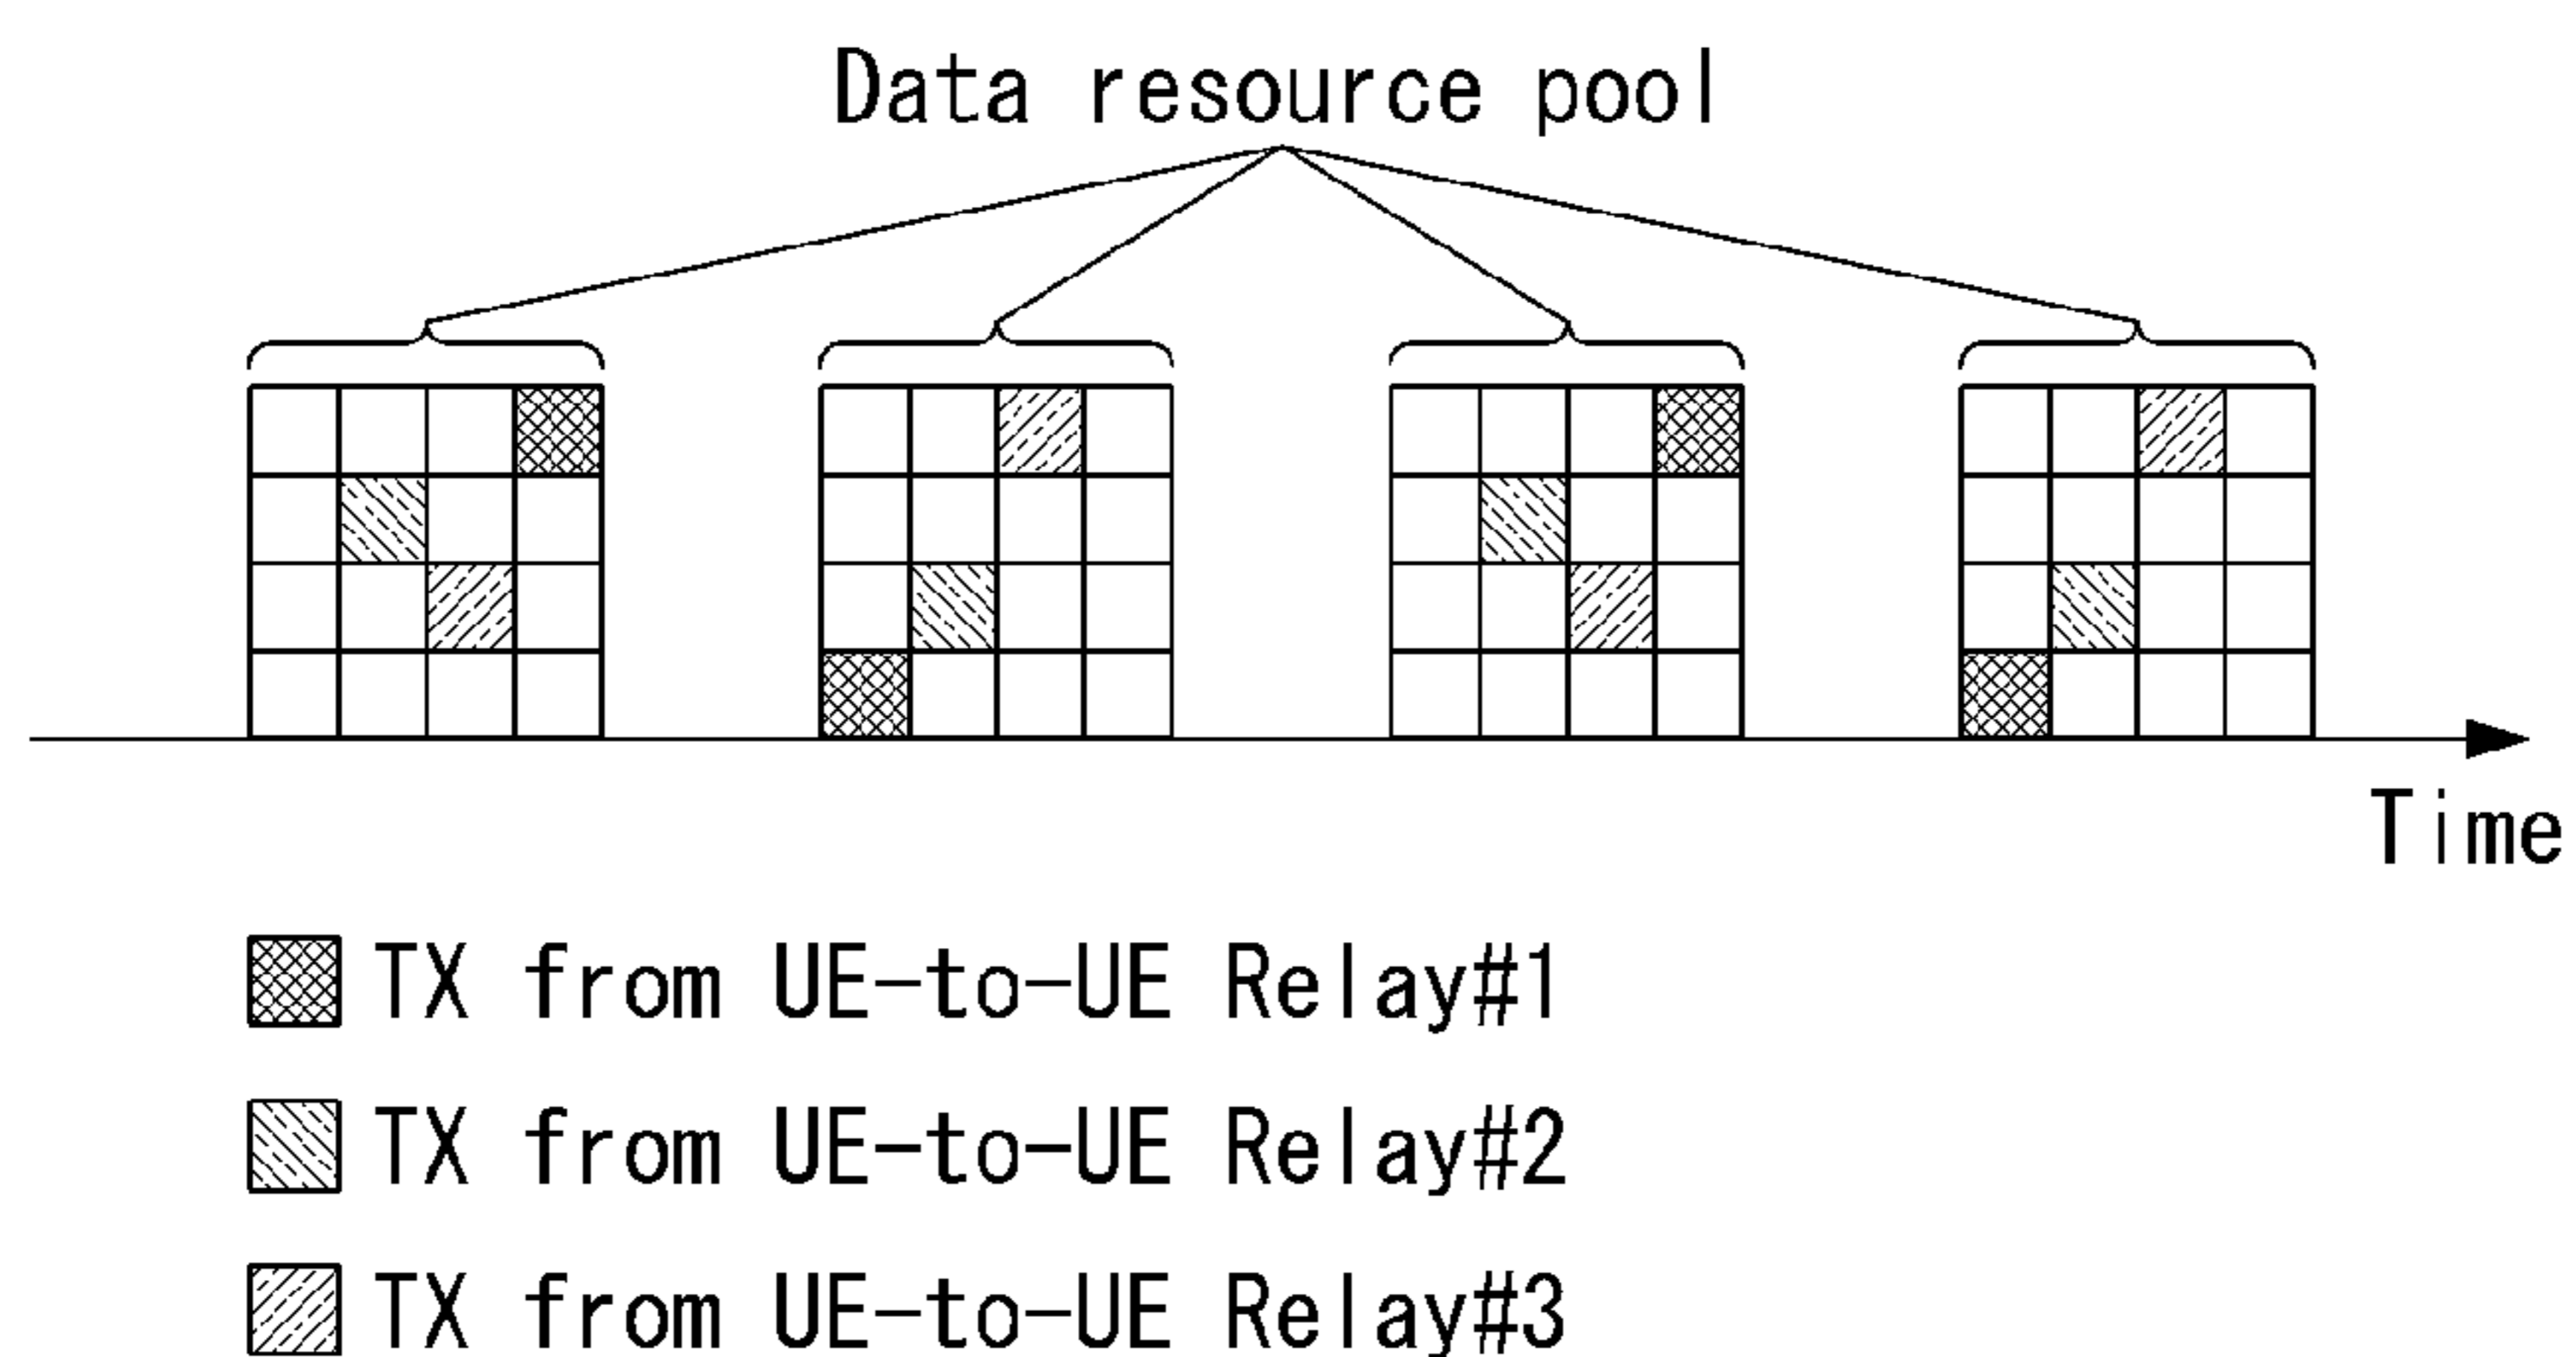 Data resource pool
Time
TX from UE-to-UE Relay#1
TX from UE-to-UE Relay#2
TX from UE-to-UE Relay#3